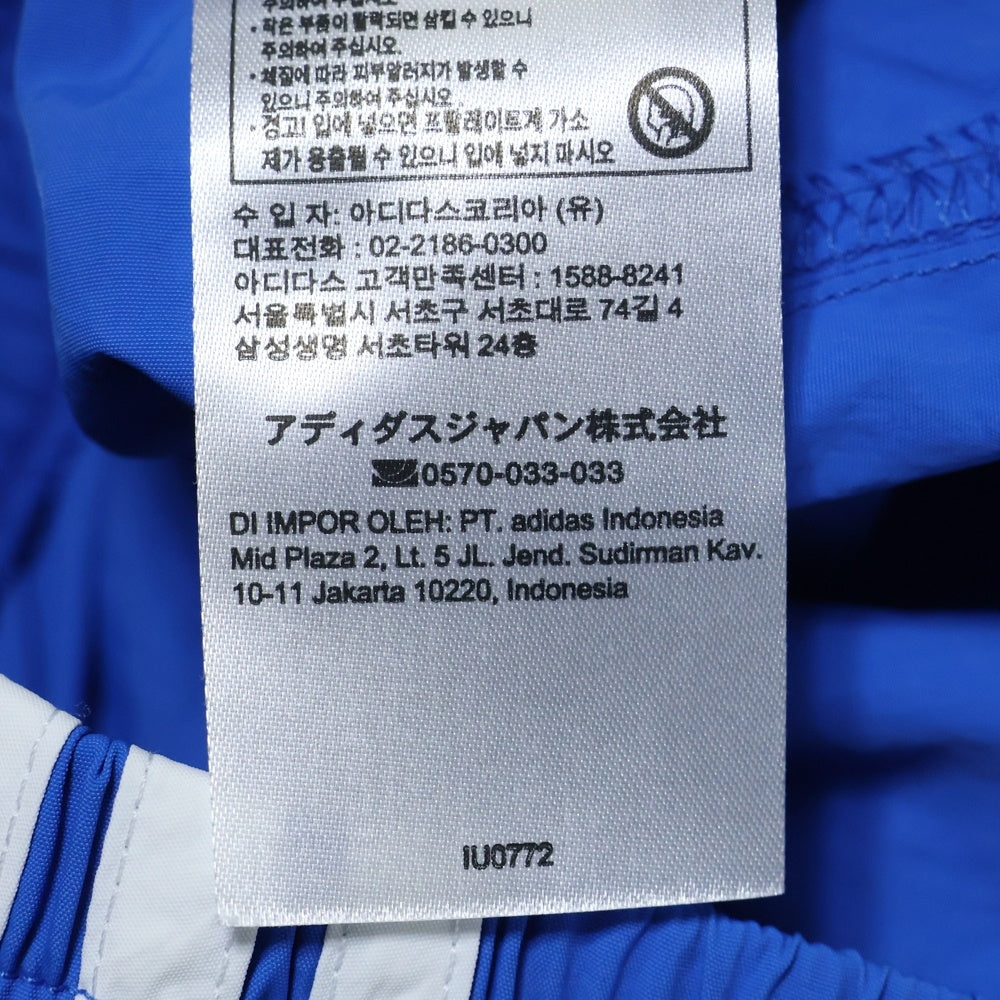 주의하여 주십시오
· 작은 부품이 탈락되면 삼킬 수 있으니
주의하여 주십시오.
· 체질에 따라 피부알러지가 발생할 수
있으니 주의하여 주십시오.
· 경고! 입에 넣으면 프탈레이트계 가소
제가 용출될 수 있으니 입에 넣지 마시오
수 입 자: 아디다스코리아 (유)
대표전화 : 02-2186-0300
아디다스 고객만족센터 : 1588-8241
서울특별시 서초구 서초대로 74길 4
삼성생명 서초타워 24층
アディダスジャパン株式会社
0570-033-033
DI IMPOR OLEH: PT. adidas Indonesia
Mid Plaza 2, Lt. 5 JL. Jend. Sudirman Kav.
10-11 Jakarta 10220, Indonesia
IU0772